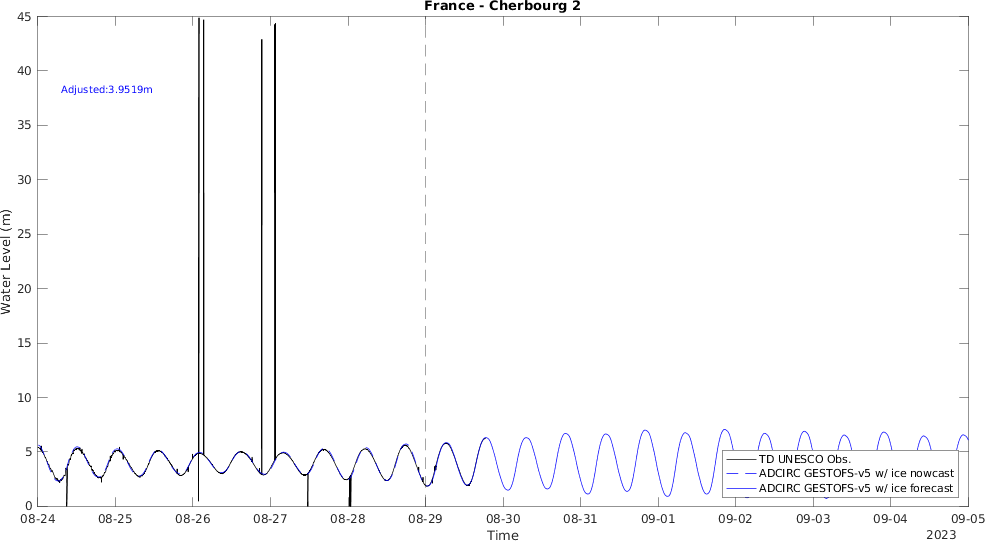 France - Cherbourg 2
Adjusted:3.9519m
Water Level (m)
45
40
35
30
25
20
15
10
5
0
TD UNESCO Obs.
ADCIRC GESTOFS-v5 w/ ice nowcast
ADCIRC GESTOFS-v5 w/ ice forecast
08-24 08-25 08-26 08-27 08-28 08-29 08-30 08-31 09-01 09-02 09-03 09-04 09-05
Time
2023